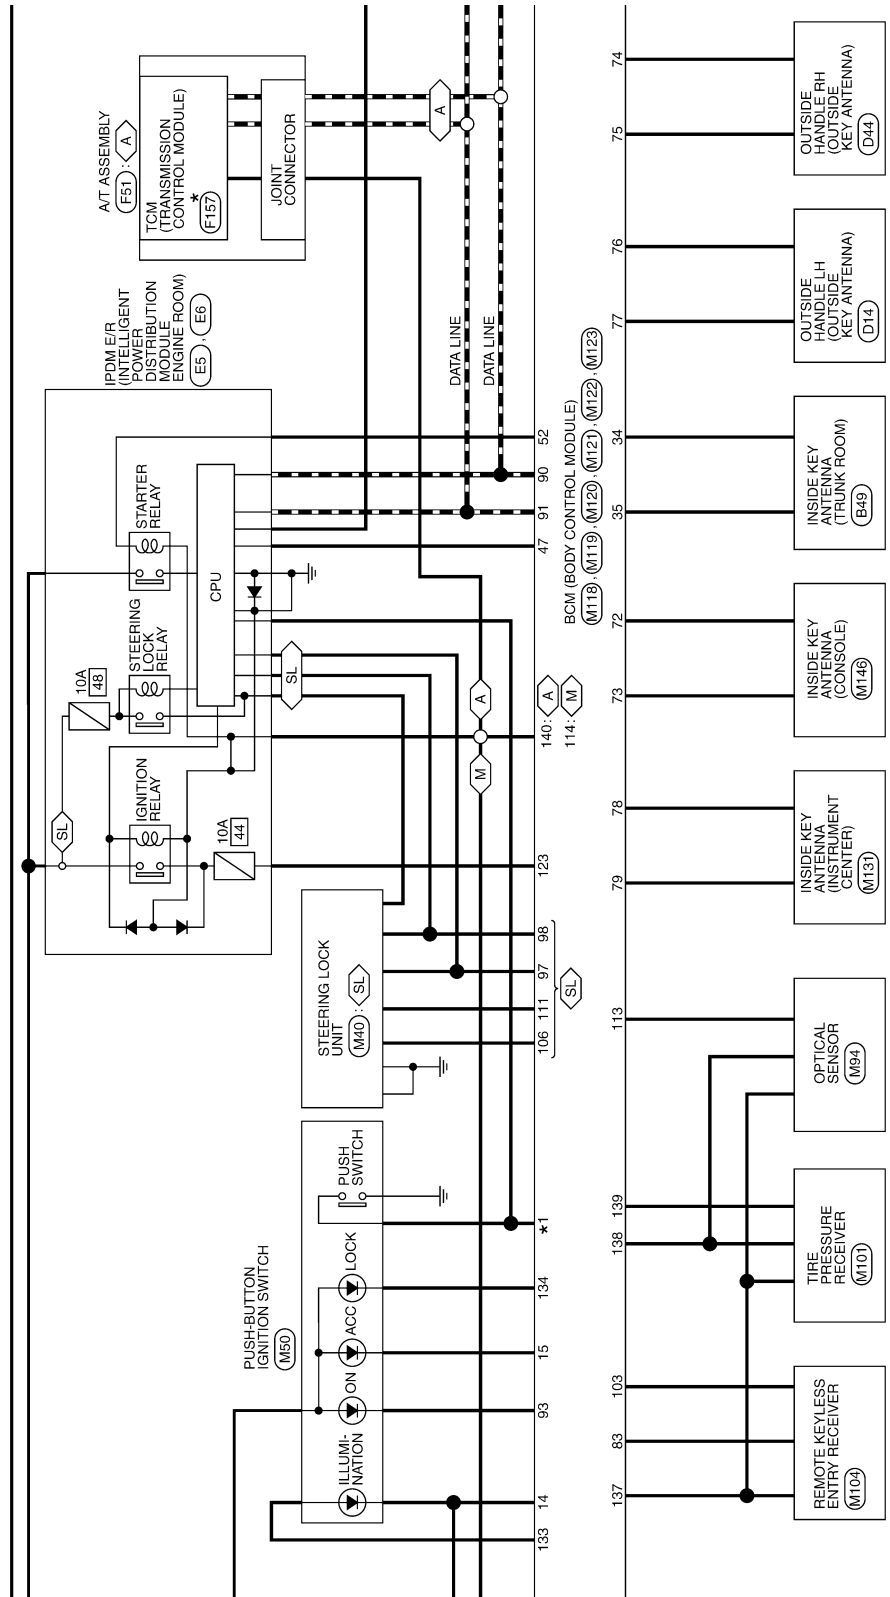 A/T ASSEMBLY
F51 : A
TCM
(TRANSMISSION
CONTROL MODULE)
*
F157
JOINT
CONNECTOR
A
IPDM E/R
(INTELLIGENT
POWER
DISTRIBUTION
MODULE
ENGINE ROOM)
E5 , E6
DATA LINE
DATA LINE
STARTER
RELAY
STEERING
LOCK
RELAY
10A
48
IGNITION
RELAY
10A
44
SL
CPU
SL
A
M
52
90
91
47
140: A
114: M
123
98
97
111
106
SL
*1
134
15
93
14
133
BCM (BODY CONTROL MODULE)
M118 , M119 , M120 , M121 , M122 , M123
STEERING LOCK
UNIT
M40 : SL
PUSH-BUTTON
IGNITION SWITCH
M50
PUSH
SWITCH
LOCK
ACC
ON
ILLUMI-
NATION
74
75
76
77
34
35
72
73
78
79
113
139
138
103
83
137
OUTSIDE
HANDLE RH
(OUTSIDE
KEY ANTENNA)
D44
OUTSIDE
HANDLE LH
(OUTSIDE
KEY ANTENNA)
D14
INSIDE KEY
ANTENNA
(TRUNK ROOM)
B49
INSIDE KEY
ANTENNA
(CONSOLE)
M146
INSIDE KEY
ANTENNA
(INSTRUMENT
CENTER)
M131
OPTICAL
SENSOR
M94
TIRE
PRESSURE
RECEIVER
M101
REMOTE KEYLESS
ENTRY RECEIVER
M104